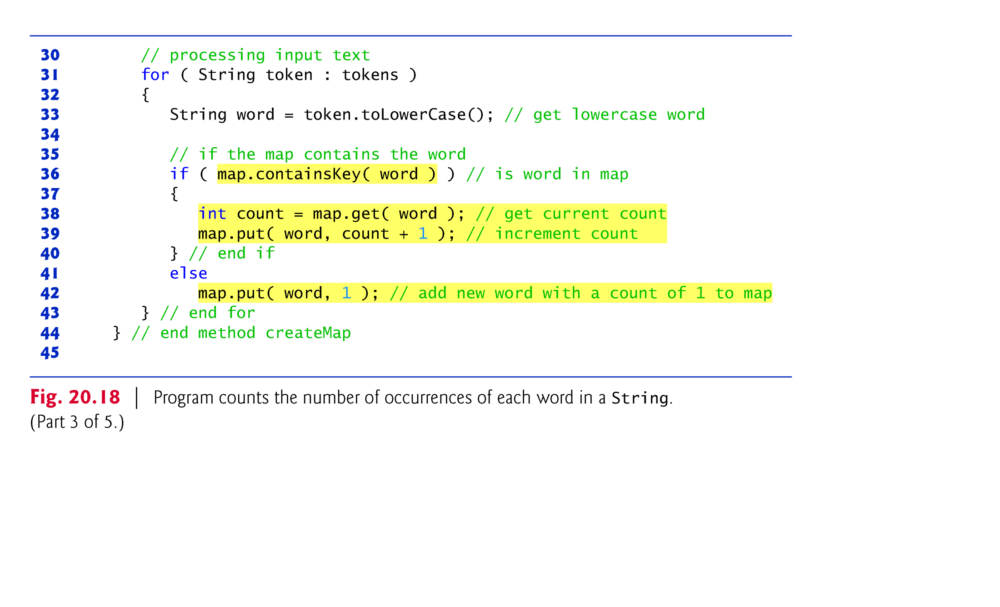 30 // processing input text
31 for ( String token : tokens )
32 {
33 String word = token.toLowerCase(); // get lowercase word
34
35 // if the map contains the word
36 if ( map.containsKey( word ) ) // is word in map
37 {
38 int count = map.get( word ); // get current count
39 map.put( word, count + 1 ); // increment count
40 } // end if
41 else
42 map.put( word, 1 ); // add new word with a count of 1 to map
43 } // end for
44 } // end method createMap
45
Fig. 20.18 | Program counts the number of occurrences of each word in a String.
(Part 3 of 5.)